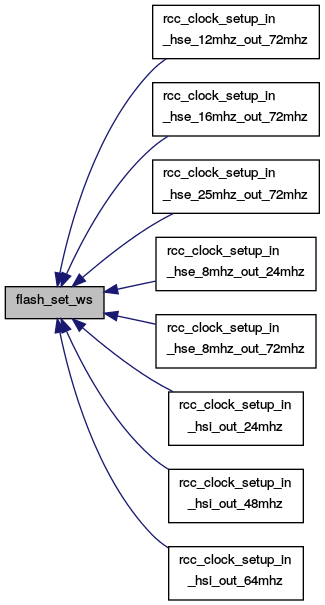 rcc_clock_setup_in
_hse_12mhz_out_72mhz
rcc_clock_setup_in
_hse_16mhz_out_72mhz
rcc_clock_setup_in
_hse_25mhz_out_72mhz
rcc_clock_setup_in
_hse_8mhz_out_24mhz
flash_set_ws
rcc_clock_setup_in
_hse_8mhz_out_72mhz
rcc_clock_setup_in
_hsi_out_24mhz
rcc_clock_setup_in
_hsi_out_48mhz
rcc_clock_setup_in
_hsi_out_64mhz